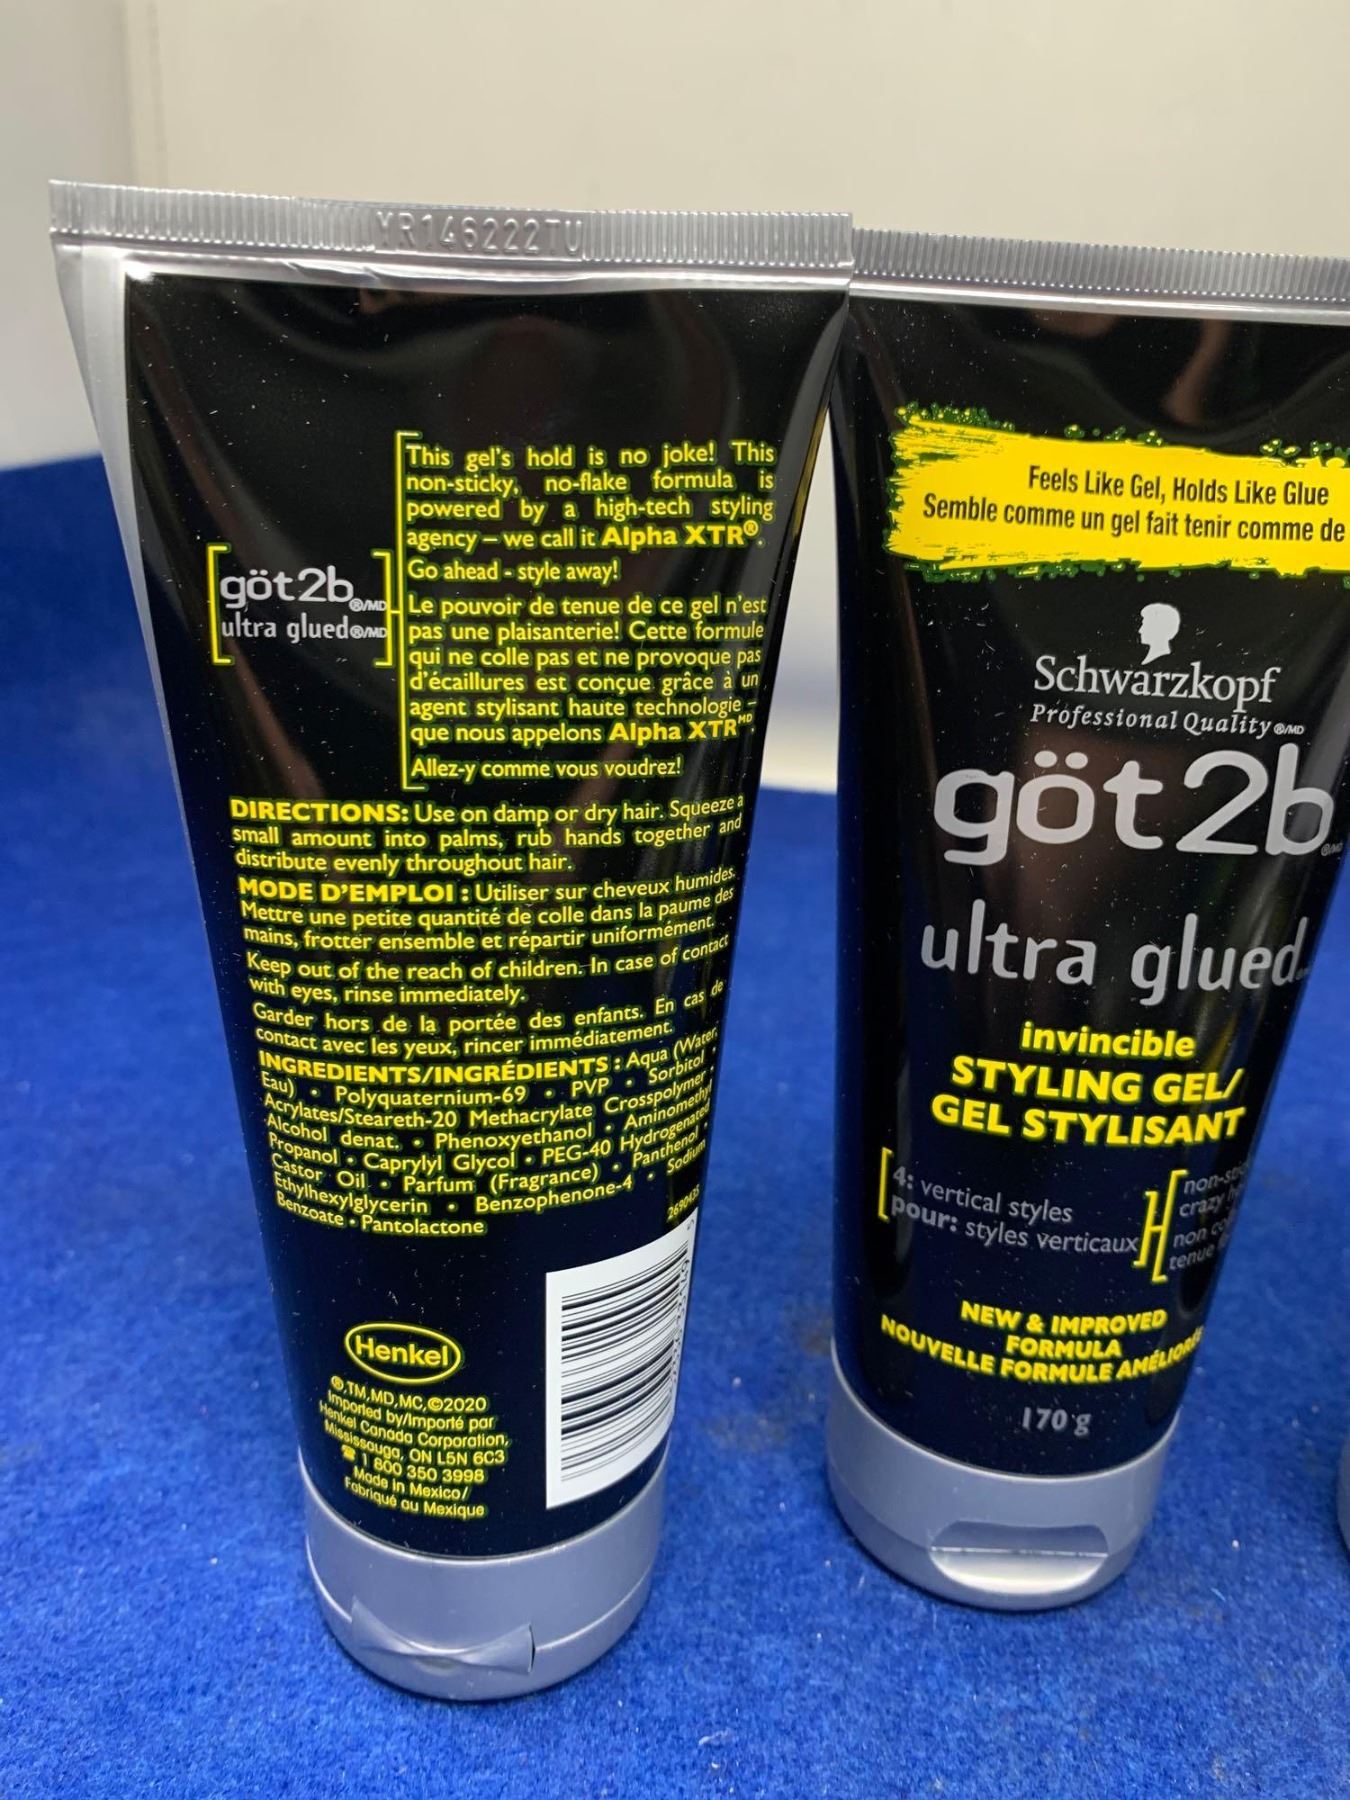 YR146222TU
This gel's hold is no joke! This
non-sticky, no-flake formula is
powered by a high-tech styling
agency – we call it Alpha XTR®.
Go ahead - style away!
göt2b®/MD
ultra glued®/MD
Le pouvoir de tenue de ce gel n'est
pas une plaisanterie! Cette formule
qui ne colle pas et ne provoque pas
d'écaillures est conçue grâce à un
agent stylisant haute technologie –
que nous appelons Alpha XTRMD.
Allez-y comme vous voudrez!
DIRECTIONS: Use on damp or dry hair. Squeeze a
small amount into palms, rub hands together and
distribute evenly throughout hair.
MODE D'EMPLOI : Utiliser sur cheveux humides.
Mettre une petite quantité de colle dans la paume des
mains, frotter ensemble et répartir uniformément.
Keep out of the reach of children. In case of contact
with eyes, rinse immediately.
Garder hors de la portée des enfants. En cas de
contact avec les yeux, rincer immédiatement.
INGREDIENTS/INGRÉDIENTS : Aqua (Water,
Eau) • Polyquaternium-69 • PVP • Sorbitol •
Acrylates/Steareth-20 Methacrylate Crosspolymer •
Alcohol denat. • Phenoxyethanol • Aminomethyl
Propanol • Caprylyl Glycol • PEG-40 Hydrogenated
Castor Oil • Parfum (Fragrance) • Panthenol •
Ethylhexylglycerin • Benzophenone-4 • Sodium
Benzoate • Pantolactone
Henkel
®,TM,MD,MC,©2020
Imported by/Importé par
Henkel Canada Corporation,
Mississauga, ON L5N 6C3
☎ 1 800 350 3998
Made in Mexico/
Fabriqué au Mexique
Feels Like Gel, Holds Like Glue
Semble comme un gel fait tenir comme de
Schwarzkopf
Professional Quality®/MD
göt2b®/MD
ultra glued
invincible
STYLING GEL/
GEL STYLISANT
4: vertical styles
pour: styles verticaux
H
crazy
non
tenue
NEW & IMPROVED
FORMULA
NOUVELLE FORMULE AMÉLIORÉE
170 g